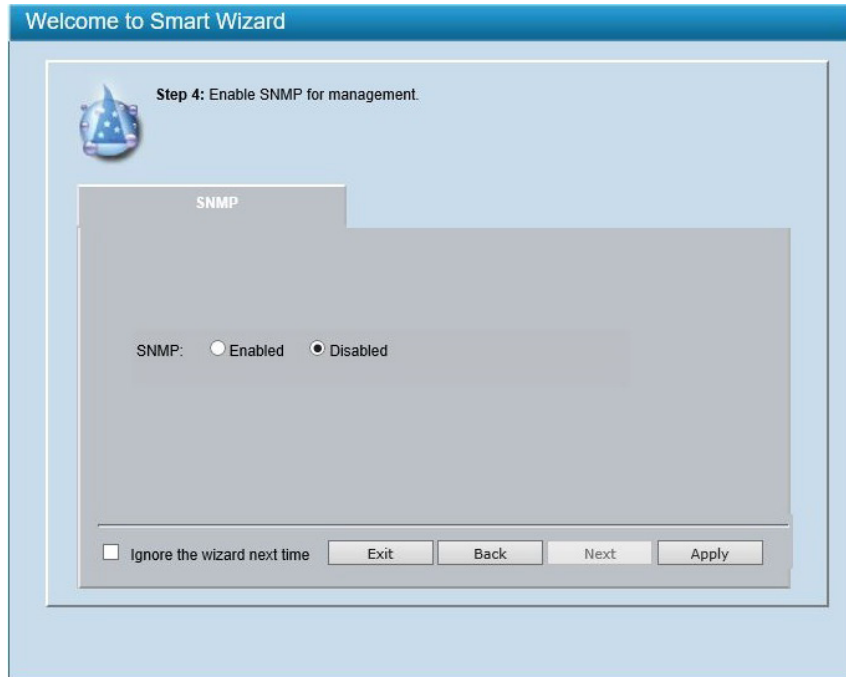 Welcome to Smart Wizard
Step 4: Enable SNMP for management.
SNMP
SNMP: Enabled Disabled
Ignore the wizard next time Exit Back Next Apply